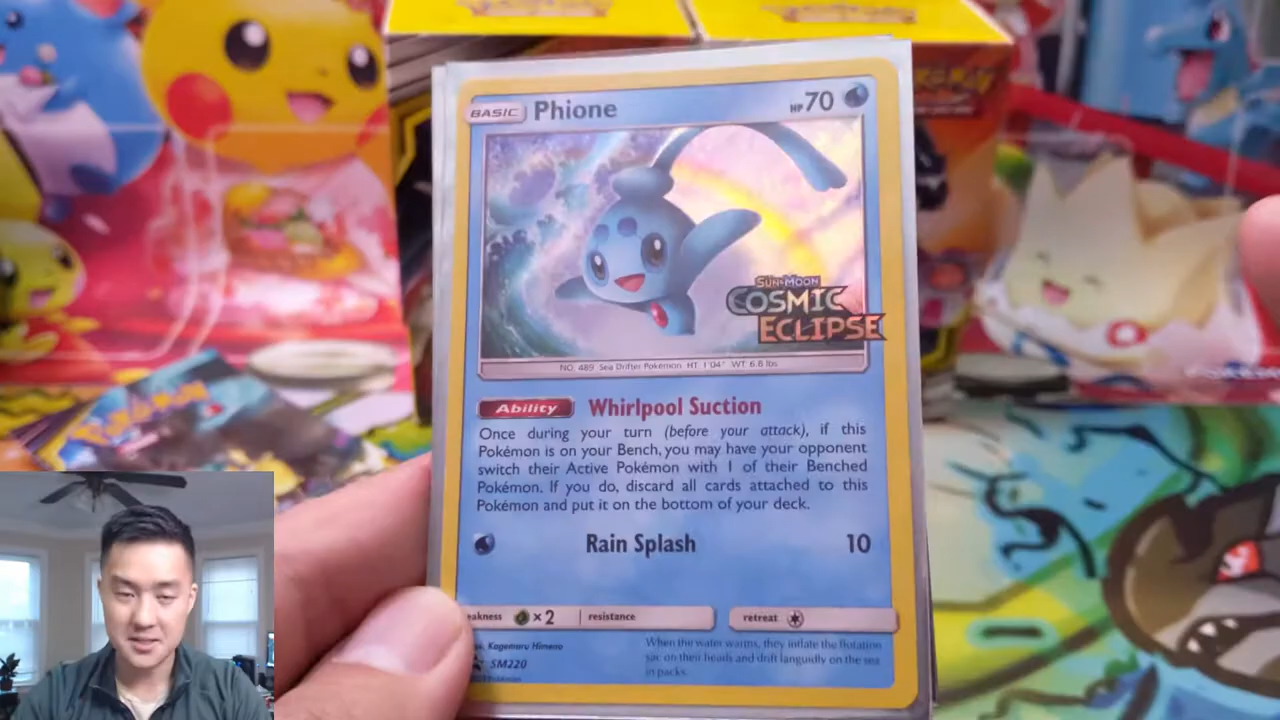 BASIC Phione HP 70
SUN & MOON
COSMIC
ECLIPSE
NO. 489 Sea Drifter Pokémon HT 1'04" WT 6.8 lbs
Ability Whirlpool Suction
Once during your turn (before your attack), if this
Pokémon is on your Bench, you may have your opponent
switch their Active Pokémon with 1 of their Benched
Pokémon. If you do, discard all cards attached to this
Pokémon and put it on the bottom of your deck.
Rain Splash 10
eakness ×2 resistance retreat
Kagemaru Himeno
SM220
When the water warms, they inflate the flotation
sac on their heads and drift languidly on the sea
in packs.
POKÉMON